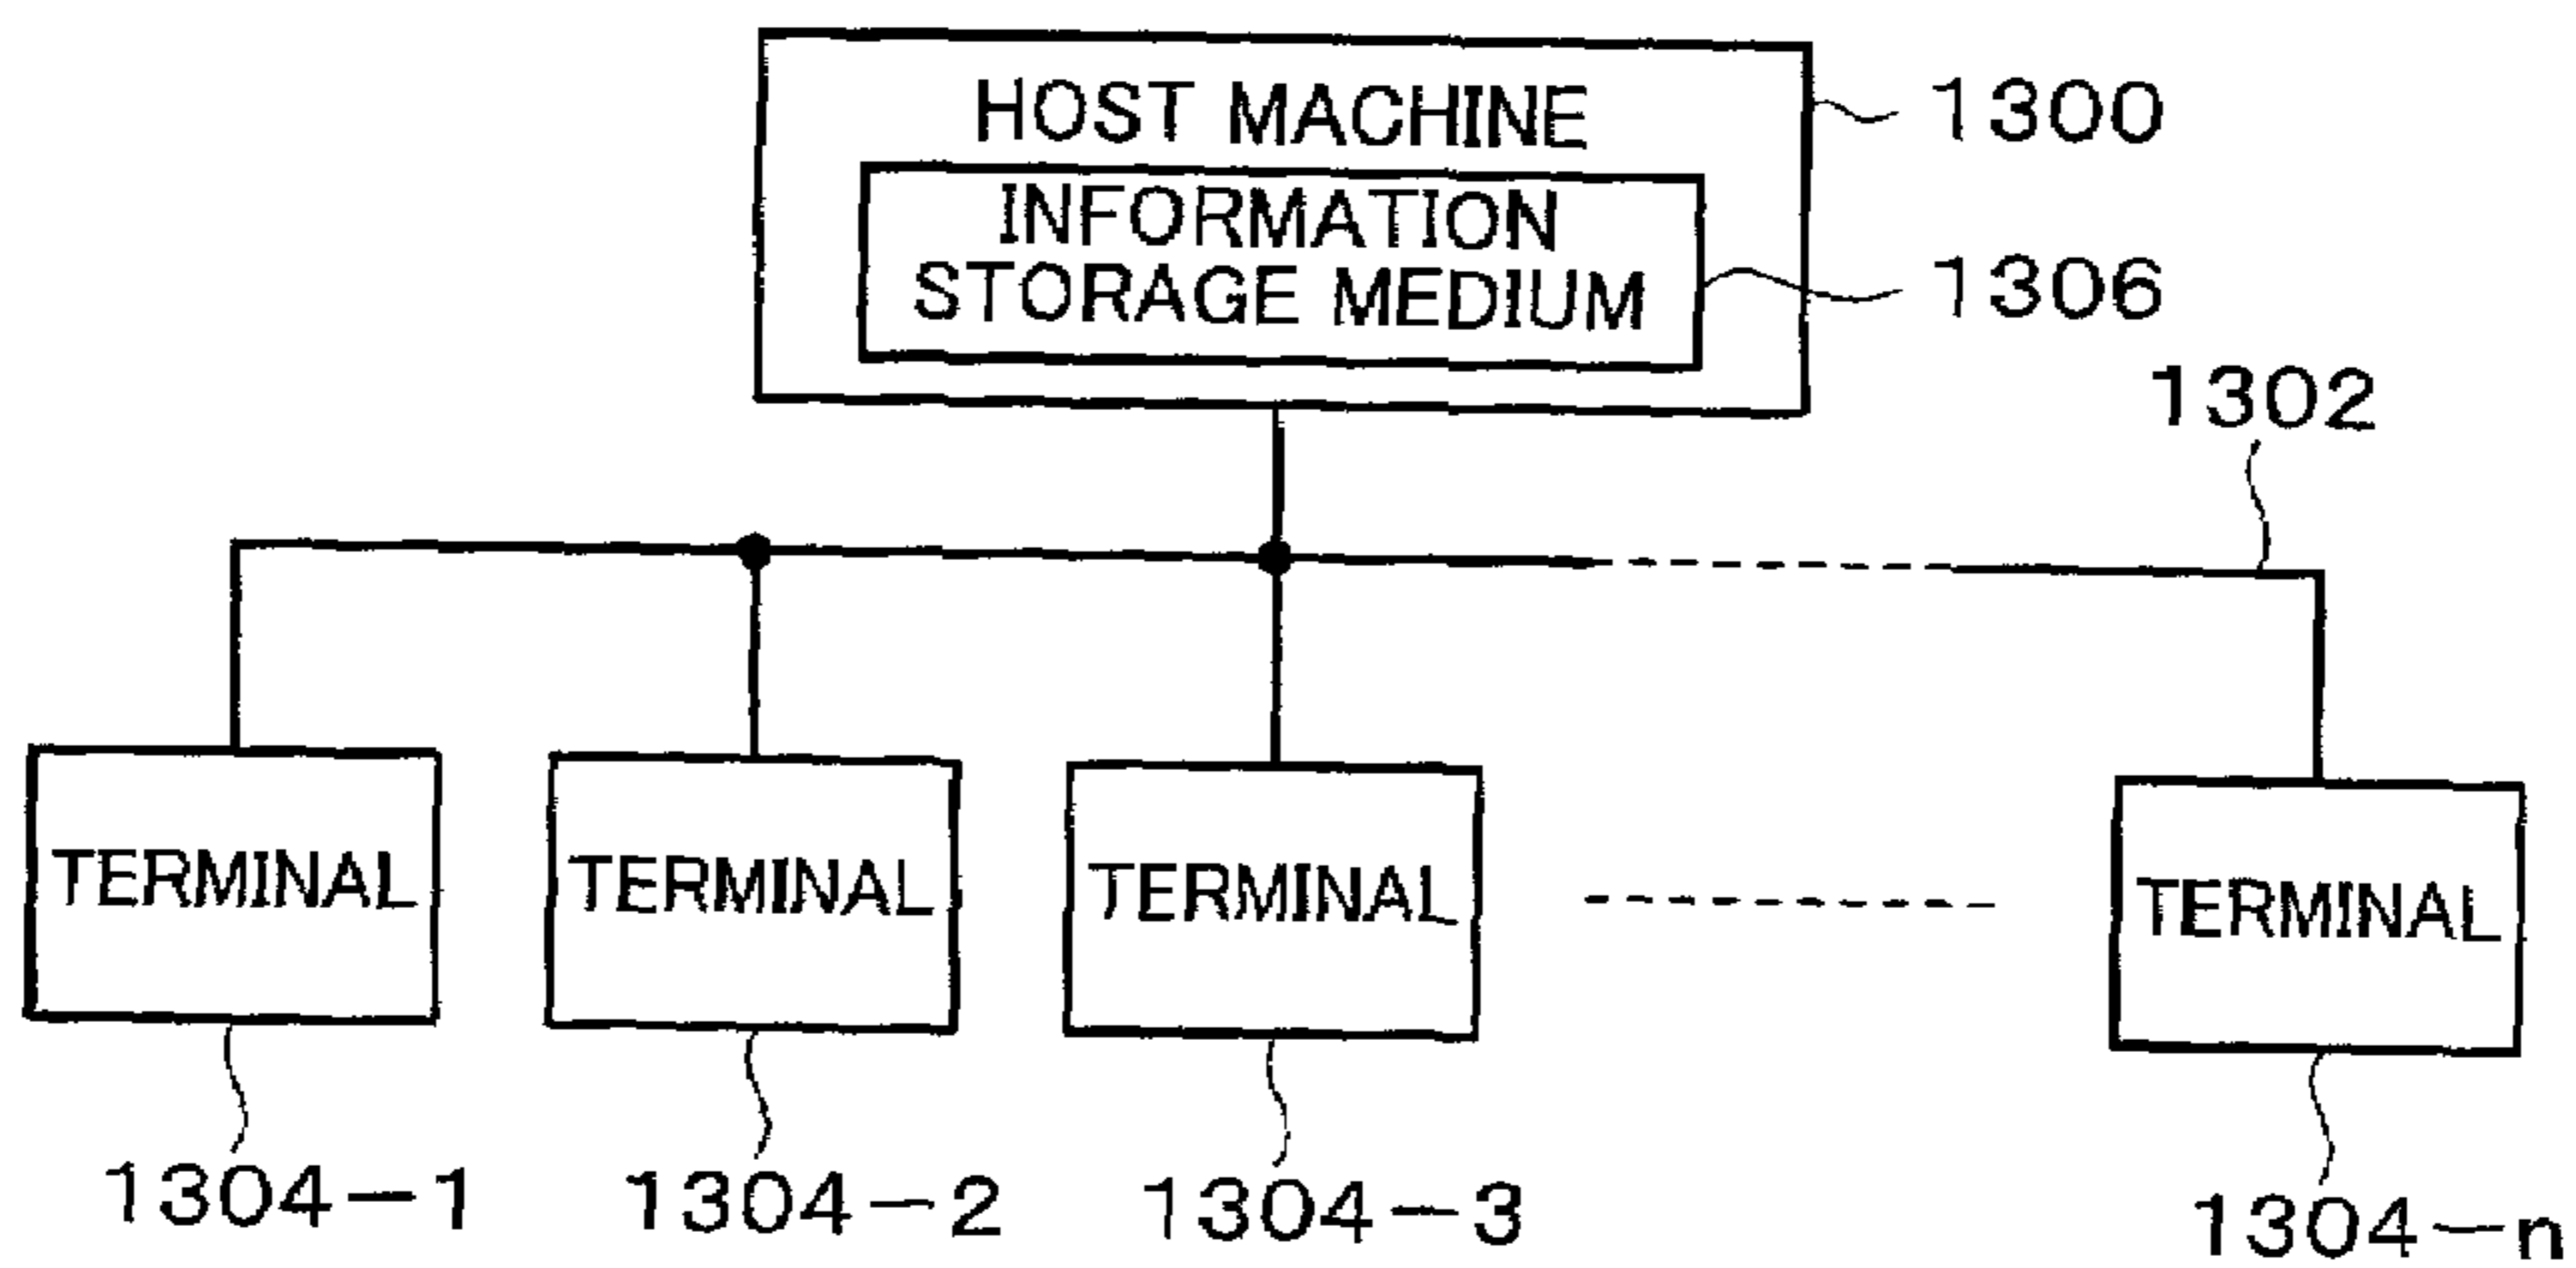 HOST MACHINE
1300
INFORMATION
STORAGE MEDIUM
1306
1302
TERMINAL
TERMINAL
TERMINAL
TERMINAL
1304-1
1304-2
1304-3
1304-n